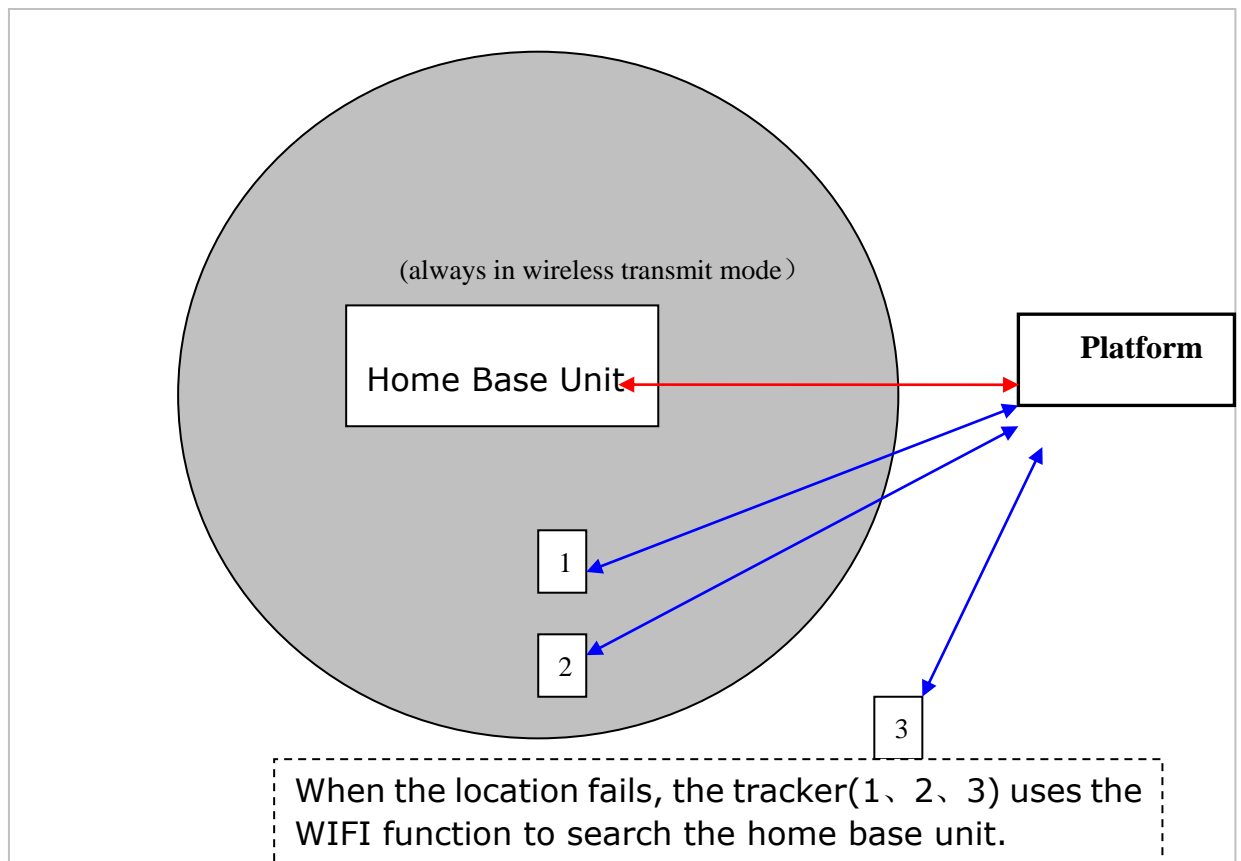 (always in wireless transmit mode）
Home Base Unit
Platform
1
2
3
When the location fails, the tracker(1、2、3) uses the
WIFI function to search the home base unit.